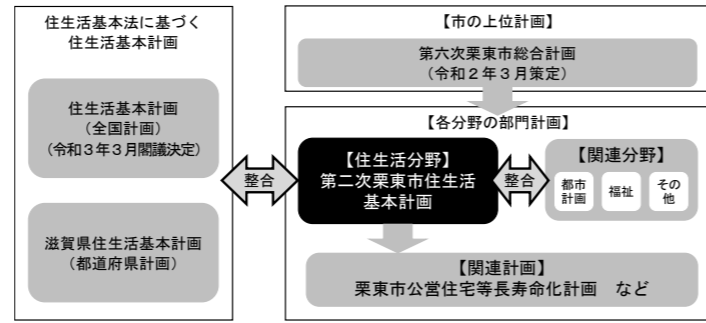 住生活基本法に基づく
住生活基本計画
住生活基本計画
(全国計画)
(令和３年３月閣議決定)
滋賀県住生活基本計画
(都道府県計画)
整合
【市の上位計画】
第六次栗東市総合計画
(令和２年３月策定)
【各分野の部門計画】
【住生活分野】
第二次栗東市住生活
基本計画
整合
【関連分野】
都市
計画
福祉
その
他
【関連計画】
栗東市公営住宅等長寿命化計画　など